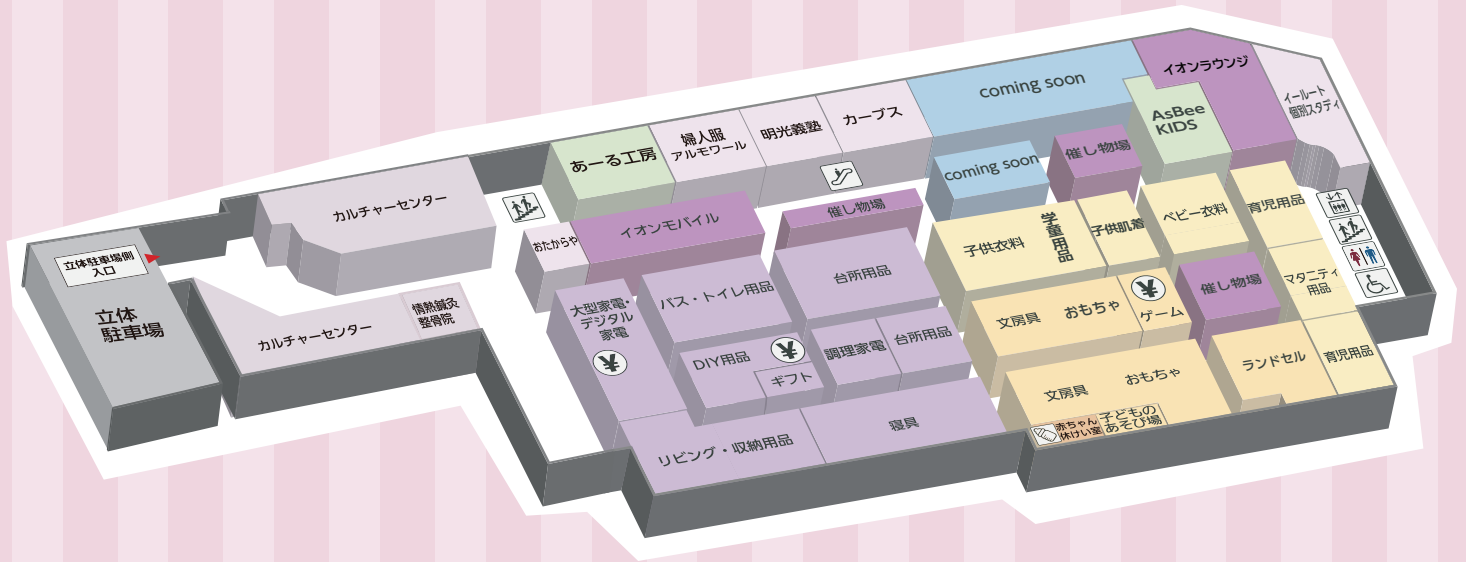 立体駐車場側
入口
立体
駐車場
カルチャーセンター
カルチャーセンター
情熱鍼灸
整骨院
あーる工房
婦人服
アルモワール
明光義塾
カーブス
coming soon
イオンラウンジ
イールート
個別スタディ
AsBee
KIDS
催し物場
coming soon
おたからや
イオンモバイル
催し物場
子供衣料
学童用品
子供肌着
ベビー衣料
育児用品
マタニティ
用品
催し物場
大型家電・
デジタル
家電
¥
バス・トイレ用品
台所用品
DIY用品
¥
ギフト
調理家電
台所用品
リビング・収納用品
寝具
文房具
おもちゃ
¥
ゲーム
文房具
おもちゃ
ランドセル
育児用品
赤ちゃん
休けい室
子どもの
あそび場